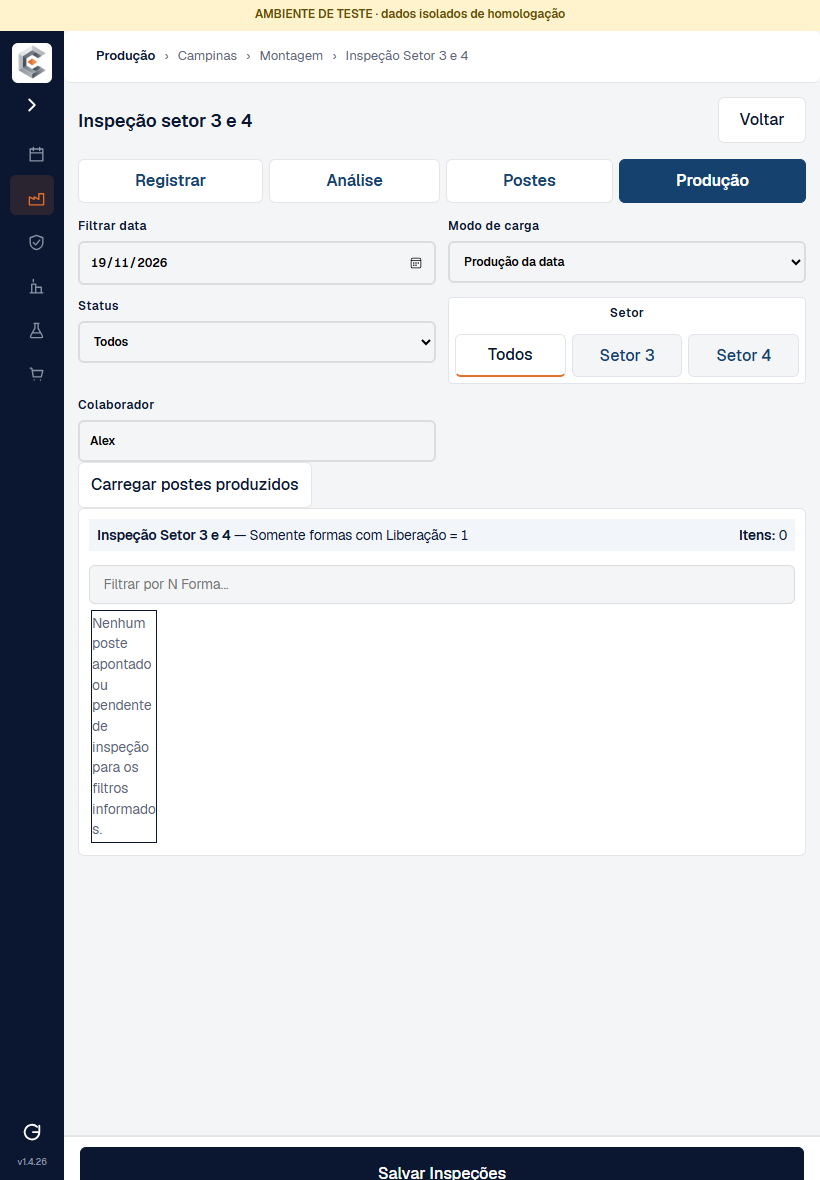 AMBIENTE DE TESTE · dados isolados de homologação
Produção › Campinas › Montagem › Inspeção Setor 3 e 4
Inspeção setor 3 e 4
Voltar
Registrar
Análise
Postes
Produção
Filtrar data
19/11/2026
Modo de carga
Produção da data
Status
Todos
Setor
Todos
Setor 3
Setor 4
Colaborador
Alex
Carregar postes produzidos
Inspeção Setor 3 e 4 — Somente formas com Liberação = 1
Itens: 0
Filtrar por N Forma...
Nenhum
poste
apontado
ou
pendente
de
inspeção
para os
filtros
informado
s.
v1.4.26
Salvar Inspeções